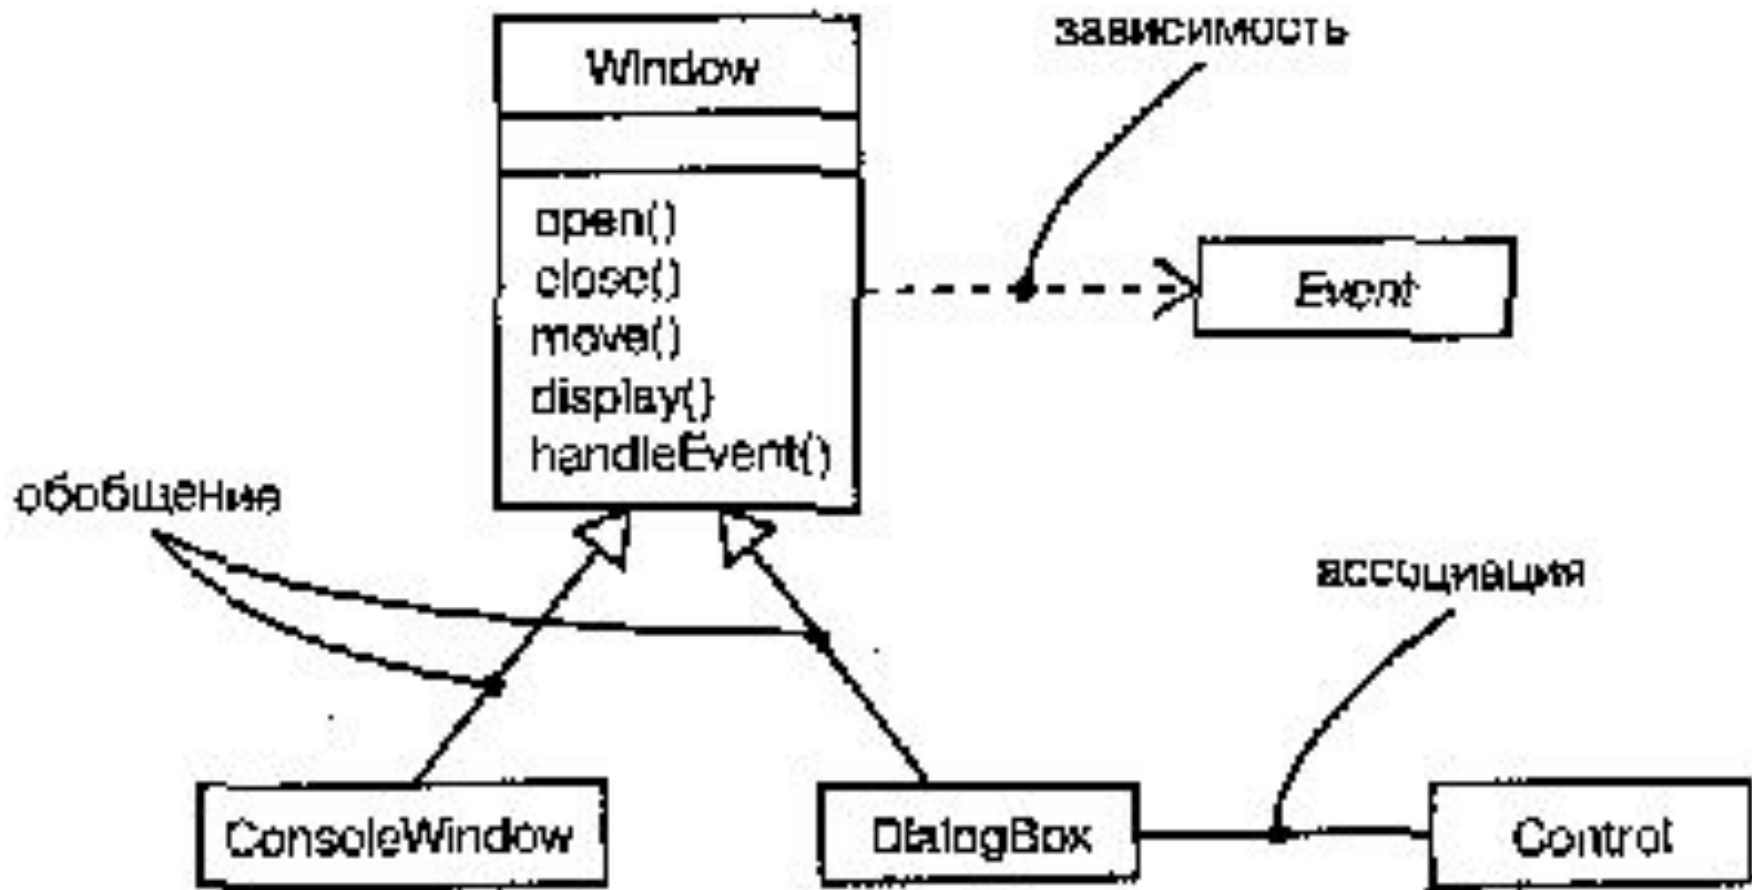 Window
зависимость
open()
close()
move()
display()
handleEvent()
Event
обобщение
ассоциация
ConsoleWindow
DialogBox
Control